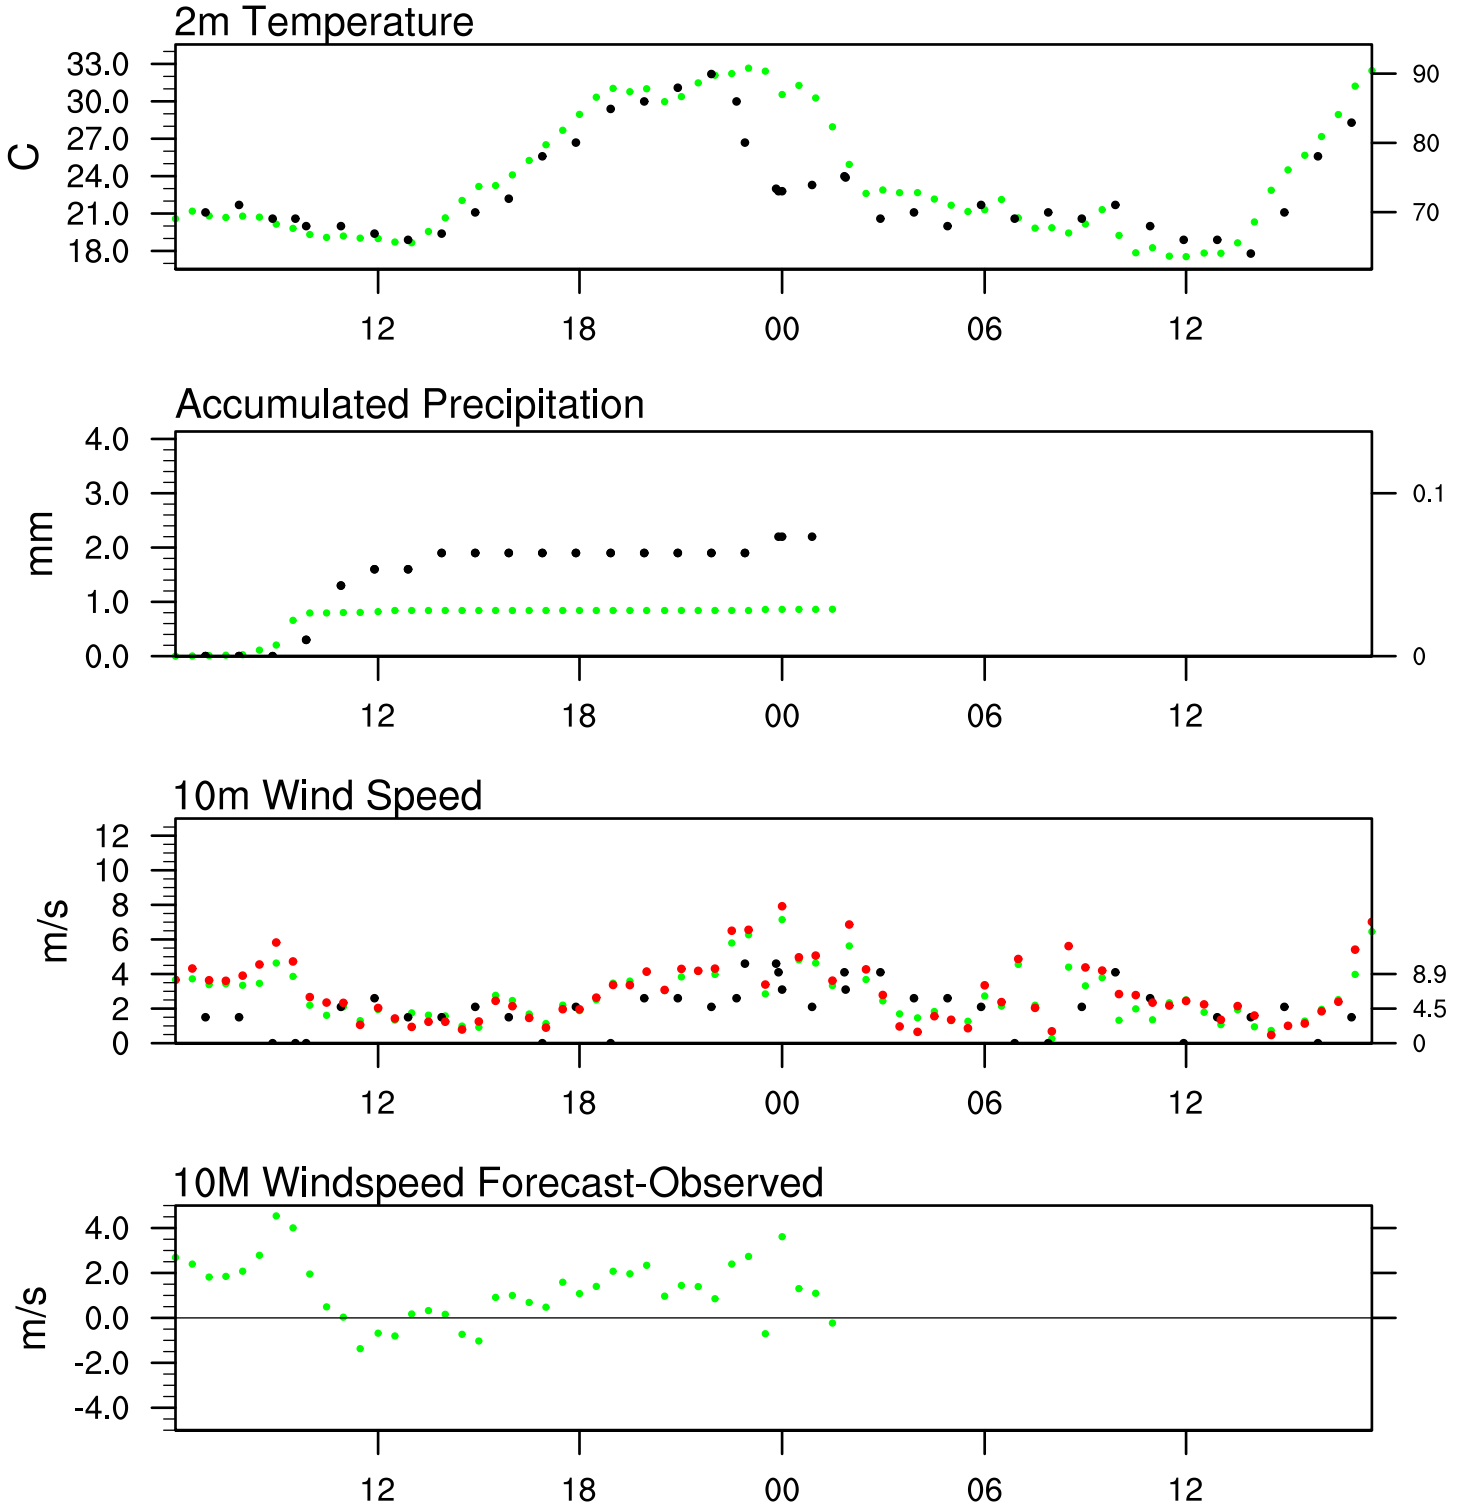 2m Temperature
33.0
30.0
27.0
24.0
21.0
18.0
C
90
80
70
12 18 00 06 12
Accumulated Precipitation
4.0
3.0
2.0
1.0
0.0
mm
0.1
0
12 18 00 06 12
10m Wind Speed
12
10
8
6
4
2
0
m/s
8.9
4.5
0
12 18 00 06 12
10M Windspeed Forecast-Observed
4.0
2.0
0.0
-2.0
-4.0
m/s
12 18 00 06 12